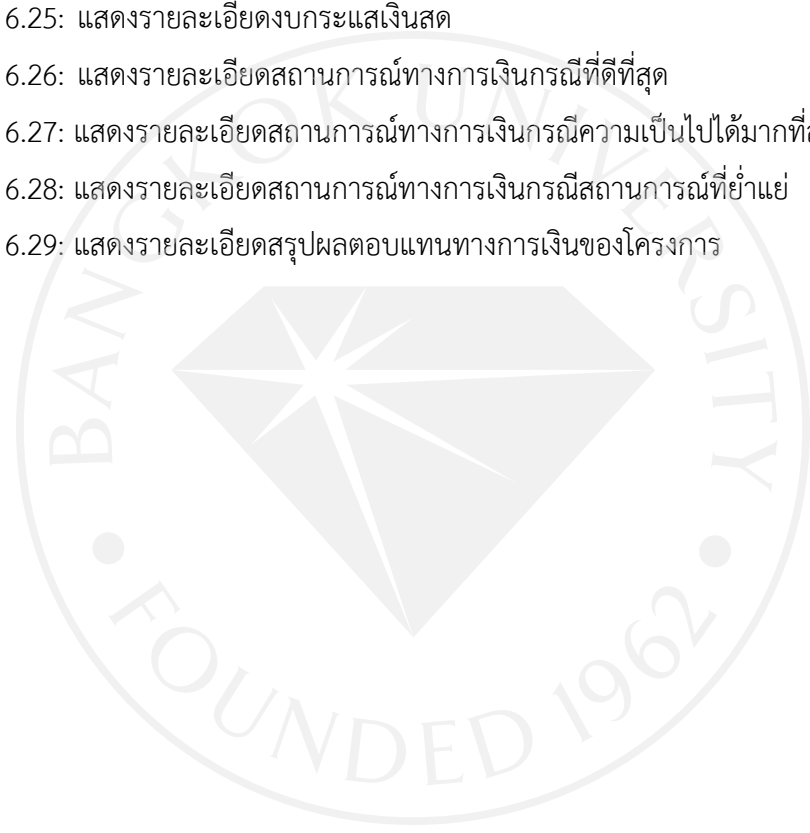 6.25: แสดงรายละเอียดงบกระแสเงินสด
6.26: แสดงรายละเอียดสถานการณ์ทางการเงินกรณีที่ดีที่สุด
6.27: แสดงรายละเอียดสถานการณ์ทางการเงินกรณีความเป็นไปได้มากที่
6.28: แสดงรายละเอียดสถานการณ์ทางการเงินกรณีสถานการณ์ที่ย่ำแย่
6.29: แสดงรายละเอียดสรุปผลตอบแทนทางการเงินของโครงการ
BANGKOK UNIVERSITY
FOUNDED 1962